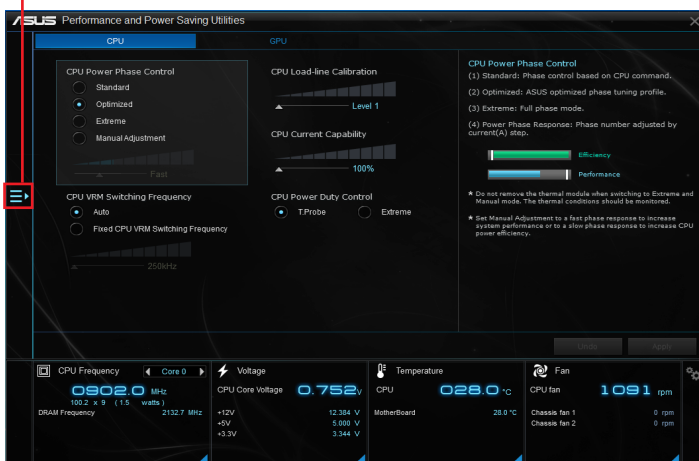 ASUS Performance and Power Saving Utilities
CPU
GPU
CPU Power Phase Control
Standard
Optimized
Extreme
Manual Adjustment
Fast
CPU VRM Switching Frequency
Auto
Fixed CPU VRM Switching Frequency
250kHz
CPU Load-line Calibration
Level 1
CPU Current Capability
100%
CPU Power Duty Control
T.Probe
Extreme
CPU Power Phase Control
(1) Standard: Phase control based on CPU command.
(2) Optimized: ASUS optimized phase tuning profile.
(3) Extreme: Full phase mode.
(4) Power Phase Response: Phase number adjusted by
current(A) step.
Efficiency
Performance
* Do not remove the thermal module when switching to Extreme and
Manual mode. The thermal conditions should be monitored.
* Set Manual Adjustment to a fast phase response to increase
system performance or to a slow phase response to increase CPU
power efficiency.
Undo
Apply
CPU Frequency
Core 0
0902.0 MHz
100.2 x 9 (1.5 watts)
DRAM Frequency 2132.7 MHz
Voltage
CPU Core Voltage 0.752v
+12V 12.384 V
+5V 5.000 V
+3.3V 3.344 V
Temperature
CPU 028.0 °C
MotherBoard 28.0 °C
Fan
CPU fan 1091 rpm
Chassis fan 1 0 rpm
Chassis fan 2 0 rpm